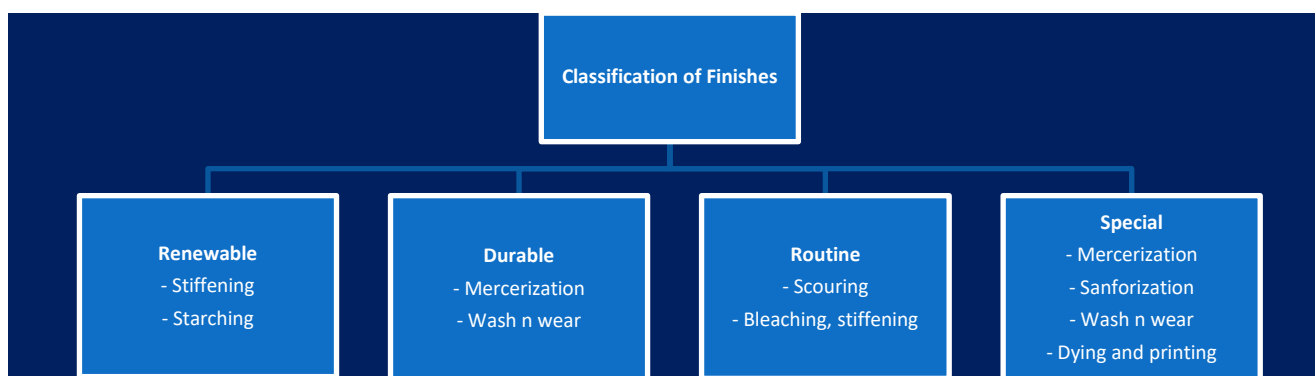 Classification of Finishes
Renewable
- Stiffening
- Starching
Durable
- Mercerization
- Wash n wear
Routine
- Scouring
- Bleaching, stiffening
Special
- Mercerization
- Sanforization
- Wash n wear
- Dying and printing